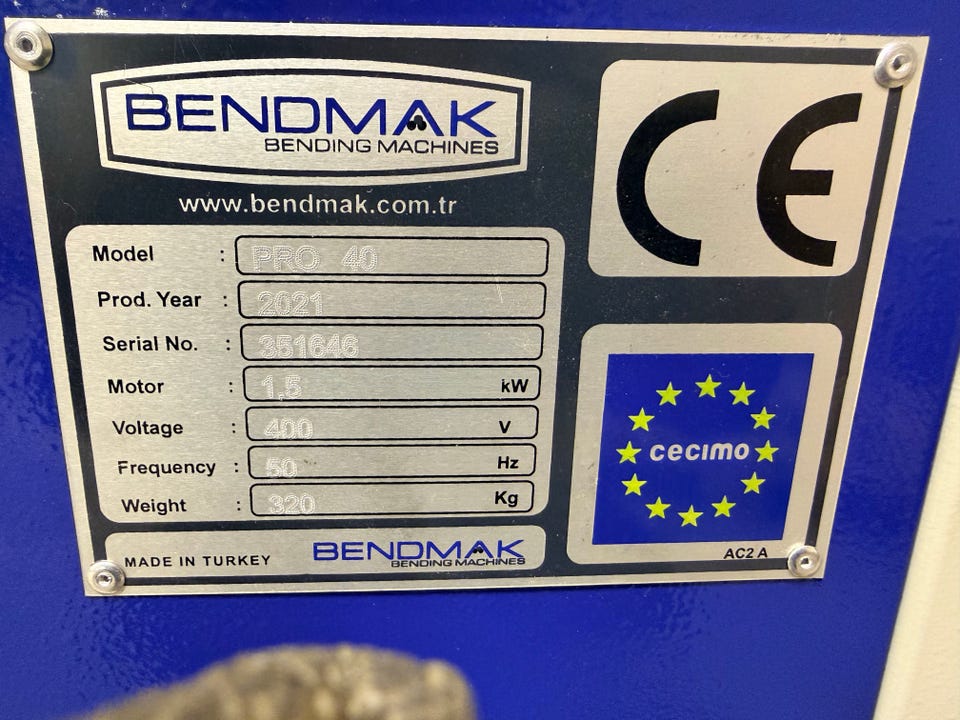 BENDMAK
BENDING MACHINES
www.bendmak.com.tr
CE
Model : PRO 40
Prod. Year : 2021
Serial No. : 351646
Motor : 1,5 kW
Voltage : 400 V
Frequency : 50 Hz
Weight : 320 Kg
cecimo
AC2 A
MADE IN TURKEY
BENDMAK
BENDING MACHINES